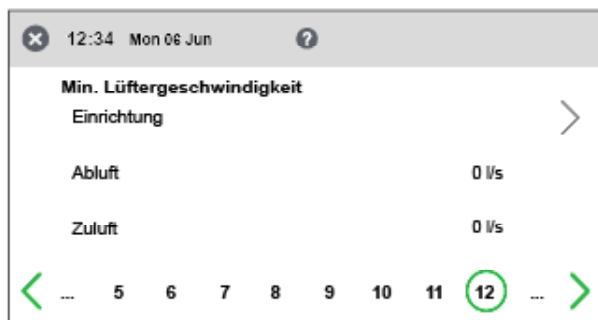 12:34 Mon 06 Jun ?
Min. Lüftergeschwindigkeit
Einrichtung
Abluft 0 l/s
Zuluft 0 l/s
... 5 6 7 8 9 10 11 12 ...